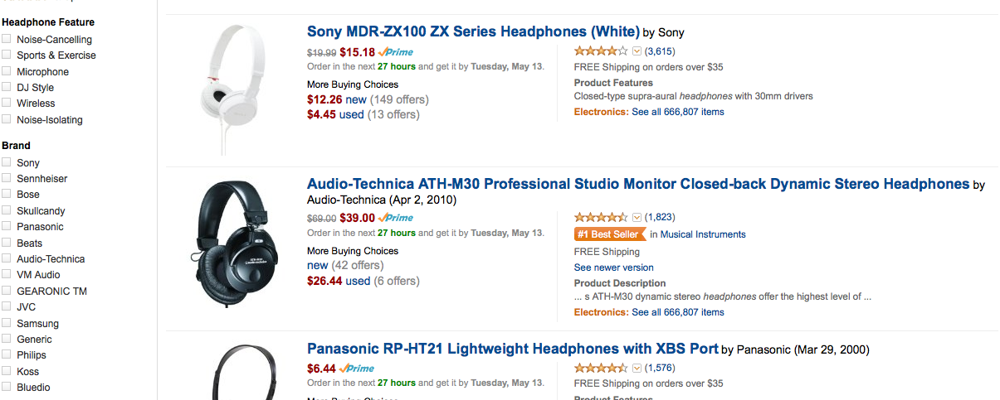 Headphone Feature
Noise-Cancelling
Sports & Exercise
Microphone
DJ Style
Wireless
Noise-Isolating
Brand
Sony
Sennheiser
Bose
Skullcandy
Panasonic
Beats
Audio-Technica
VM Audio
GEARONIC TM
JVC
Samsung
Generic
Philips
Koss
Bluedio
Sony MDR-ZX100 ZX Series Headphones (White) by Sony
$19.99 $15.18 Prime
Order in the next 27 hours and get it by Tuesday, May 13.
More Buying Choices
$12.26 new (149 offers)
$4.45 used (13 offers)
(3,615)
FREE Shipping on orders over $35
Product Features
Closed-type supra-aural headphones with 30mm drivers
Electronics: See all 666,807 items
Audio-Technica ATH-M30 Professional Studio Monitor Closed-back Dynamic Stereo Headphones by
Audio-Technica (Apr 2, 2010)
$69.00 $39.00 Prime
Order in the next 27 hours and get it by Tuesday, May 13.
More Buying Choices
new (42 offers)
$26.44 used (6 offers)
(1,823)
#1 Best Seller in Musical Instruments
FREE Shipping
See newer version
Product Description
... s ATH-M30 dynamic stereo headphones offer the highest level of ...
Electronics: See all 666,807 items
Panasonic RP-HT21 Lightweight Headphones with XBS Port by Panasonic (Mar 29, 2000)
$6.44 Prime
Order in the next 27 hours and get it by Tuesday, May 13.
More Buying Choices
(1,576)
FREE Shipping on orders over $35
Product Features